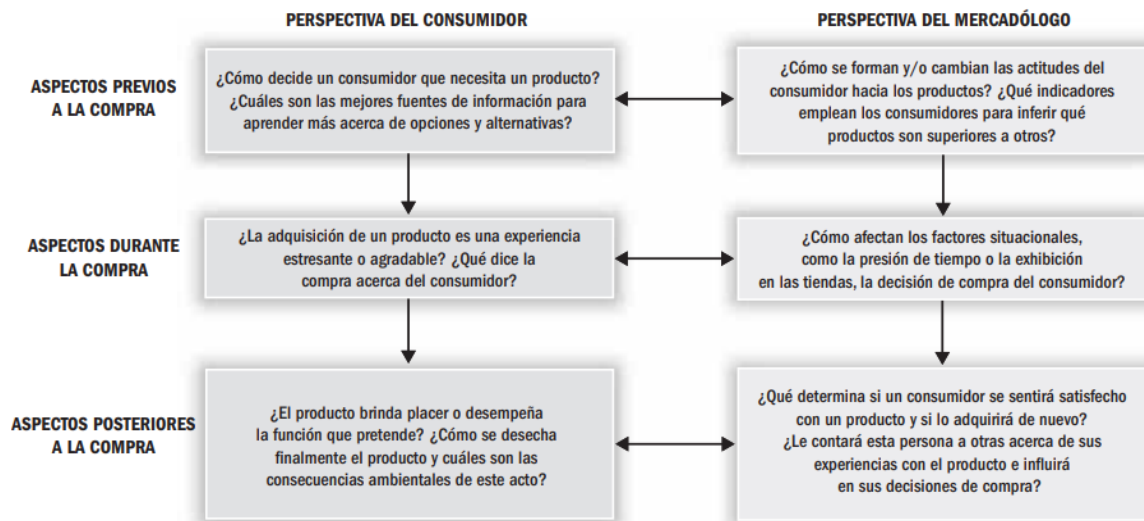 PERSPECTIVA DEL CONSUMIDOR
PERSPECTIVA DEL MERCADÓLOGO
ASPECTOS PREVIOS
A LA COMPRA
¿Cómo decide un consumidor que necesita un producto?
¿Cuáles son las mejores fuentes de información para
aprender más acerca de opciones y alternativas?
¿Cómo se forman y/o cambian las actitudes del
consumidor hacia los productos? ¿Qué indicadores
emplean los consumidores para inferir qué
productos son superiores a otros?
ASPECTOS DURANTE
LA COMPRA
¿La adquisición de un producto es una experiencia
estresante o agradable? ¿Qué dice la
compra acerca del consumidor?
¿Cómo afectan los factores situacionales,
como la presión de tiempo o la exhibición
en las tiendas, la decisión de compra del consumidor?
ASPECTOS POSTERIORES
A LA COMPRA
¿El producto brinda placer o desempeña
la función que pretende? ¿Cómo se desecha
finalmente el producto y cuáles son las
consecuencias ambientales de este acto?
¿Qué determina si un consumidor se sentirá satisfecho
con un producto y si lo adquirirá de nuevo?
¿Le contará esta persona a otras acerca de sus
experiencias con el producto e influirá
en sus decisiones de compra?